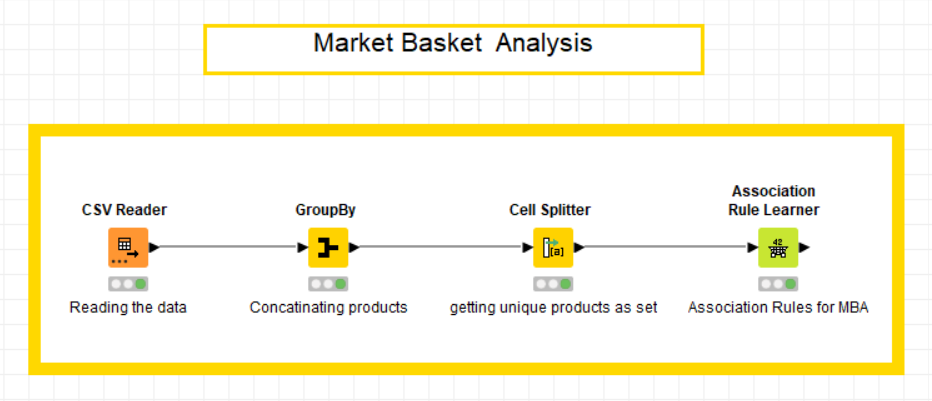 Market Basket  Analysis
CSV Reader
Reading the data
GroupBy
Concatinating products
Cell Splitter
[a]
getting unique products as set
Association
Rule Learner
42
Association Rules for MBA